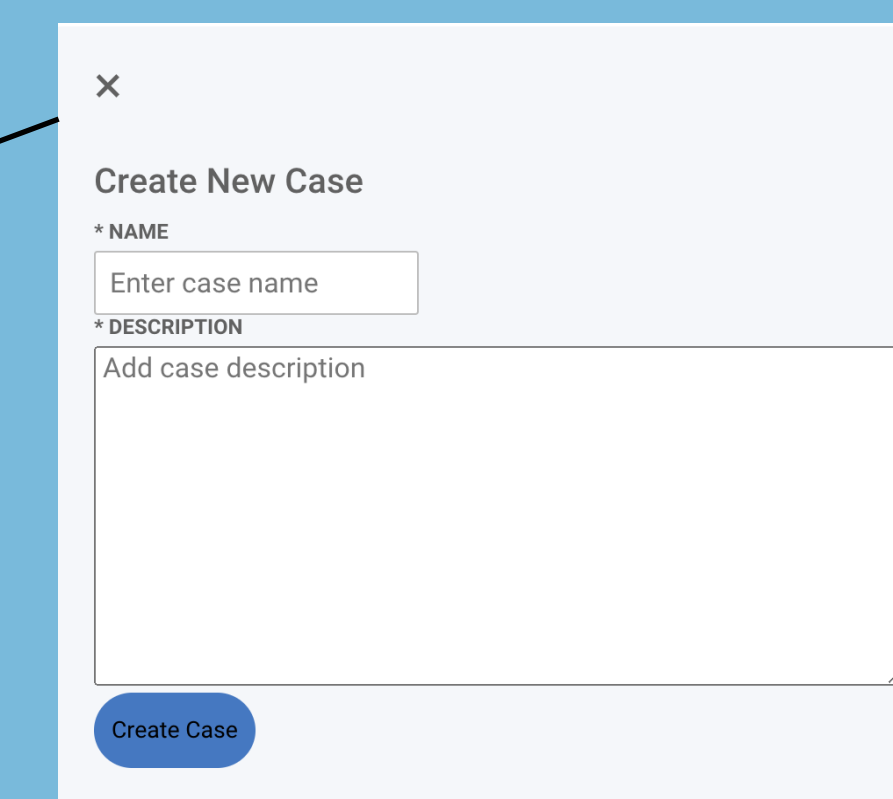 Create New Case
* NAME
Enter case name
* DESCRIPTION
Add case description
Create Case